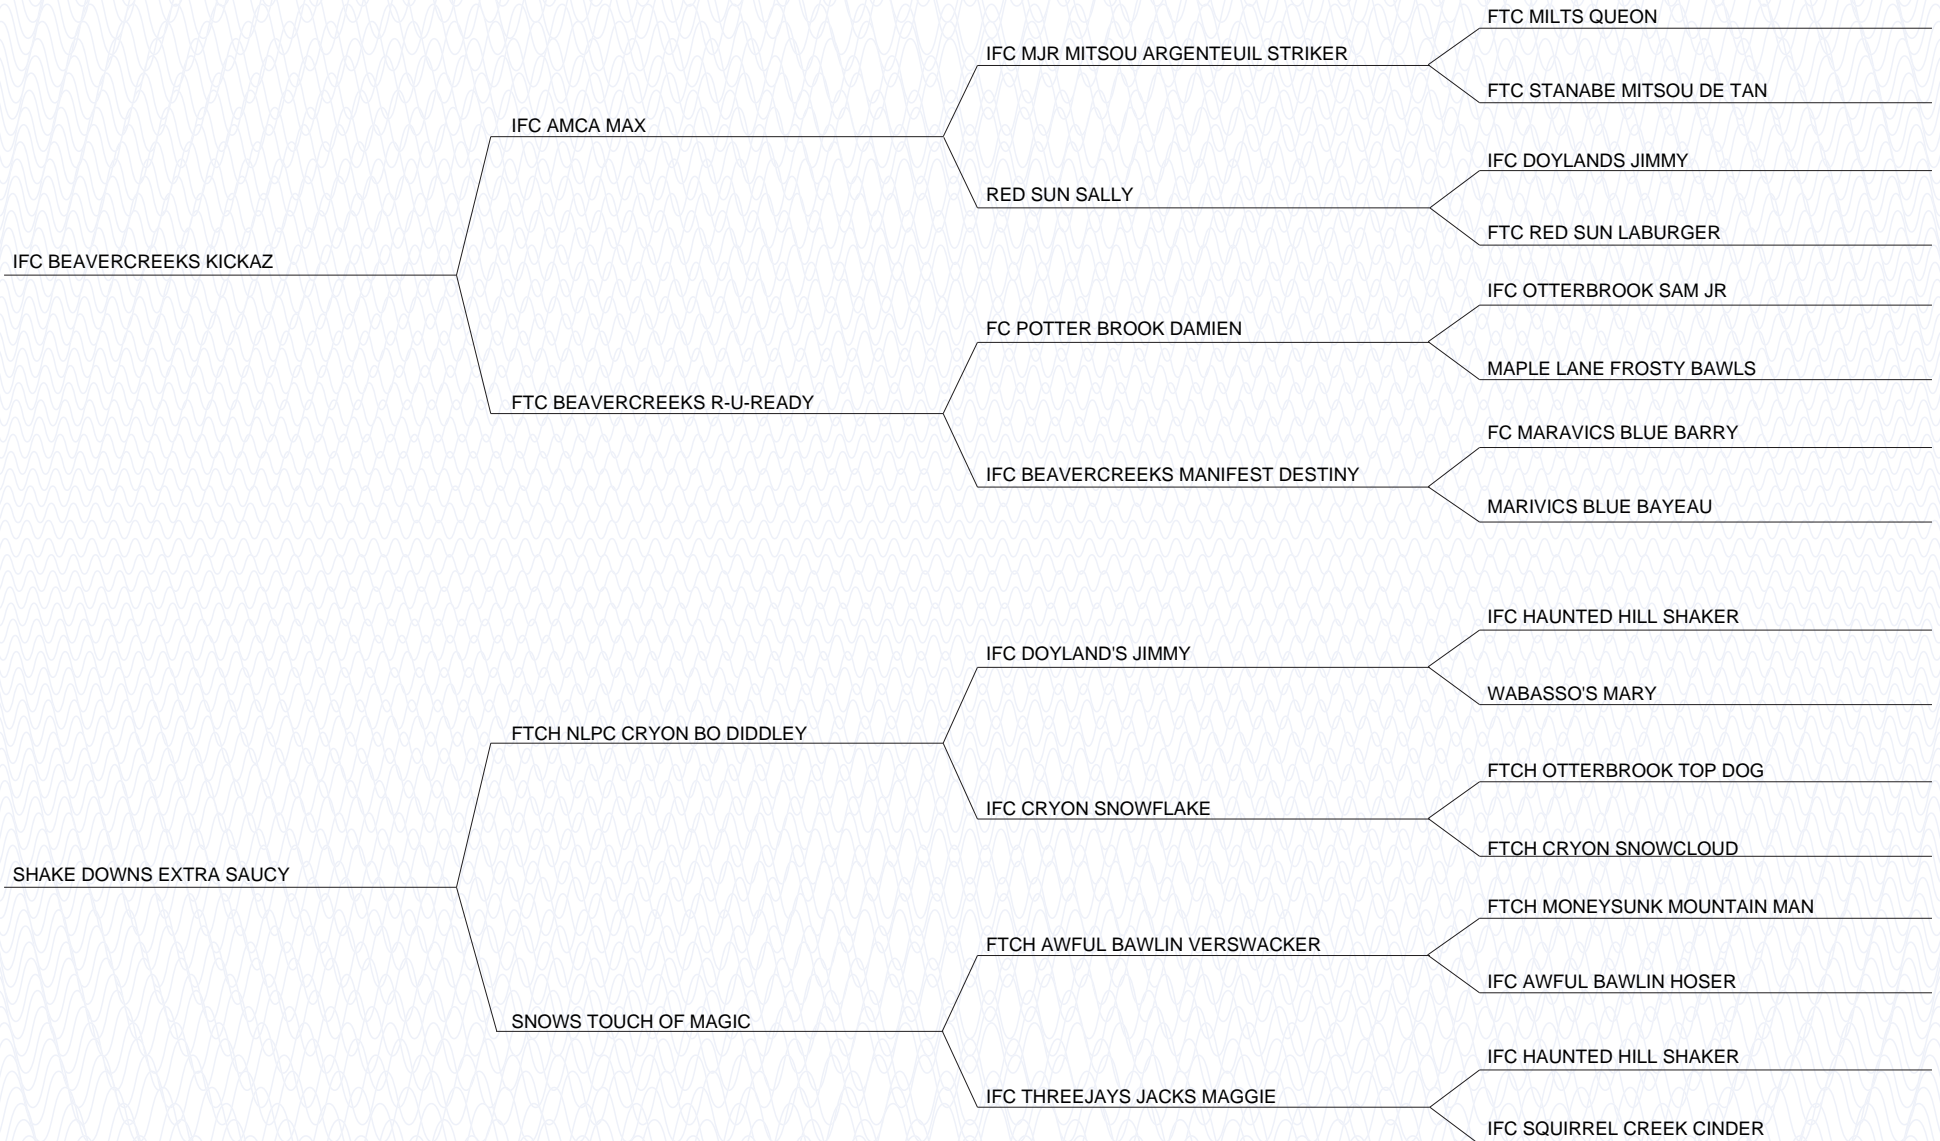 FTC MILTS QUEON
IFC MJR MITSOU ARGENTEUIL STRIKER
FTC STANABE MITSOU DE TAN
IFC AMCA MAX
IFC DOYLANDS JIMMY
RED SUN SALLY
FTC RED SUN LABURGER
IFC BEAVERCREEKS KICKAZ
IFC OTTERBROOK SAM JR
FC POTTER BROOK DAMIEN
MAPLE LANE FROSTY BAWLS
FTC BEAVERCREEKS R-U-READY
FC MARAVICS BLUE BARRY
IFC BEAVERCREEKS MANIFEST DESTINY
MARIVICS BLUE BAYEAU
IFC HAUNTED HILL SHAKER
IFC DOYLAND'S JIMMY
WABASSO'S MARY
FTCH NLPC CRYON BO DIDDLEY
FTCH OTTERBROOK TOP DOG
IFC CRYON SNOWFLAKE
FTCH CRYON SNOWCLOUD
SHAKE DOWNS EXTRA SAUCY
FTCH MONEYSUNK MOUNTAIN MAN
FTCH AWFUL BAWLIN VERSWACKER
IFC AWFUL BAWLIN HOSER
SNOWS TOUCH OF MAGIC
IFC HAUNTED HILL SHAKER
IFC THREEJAYS JACKS MAGGIE
IFC SQUIRREL CREEK CINDER